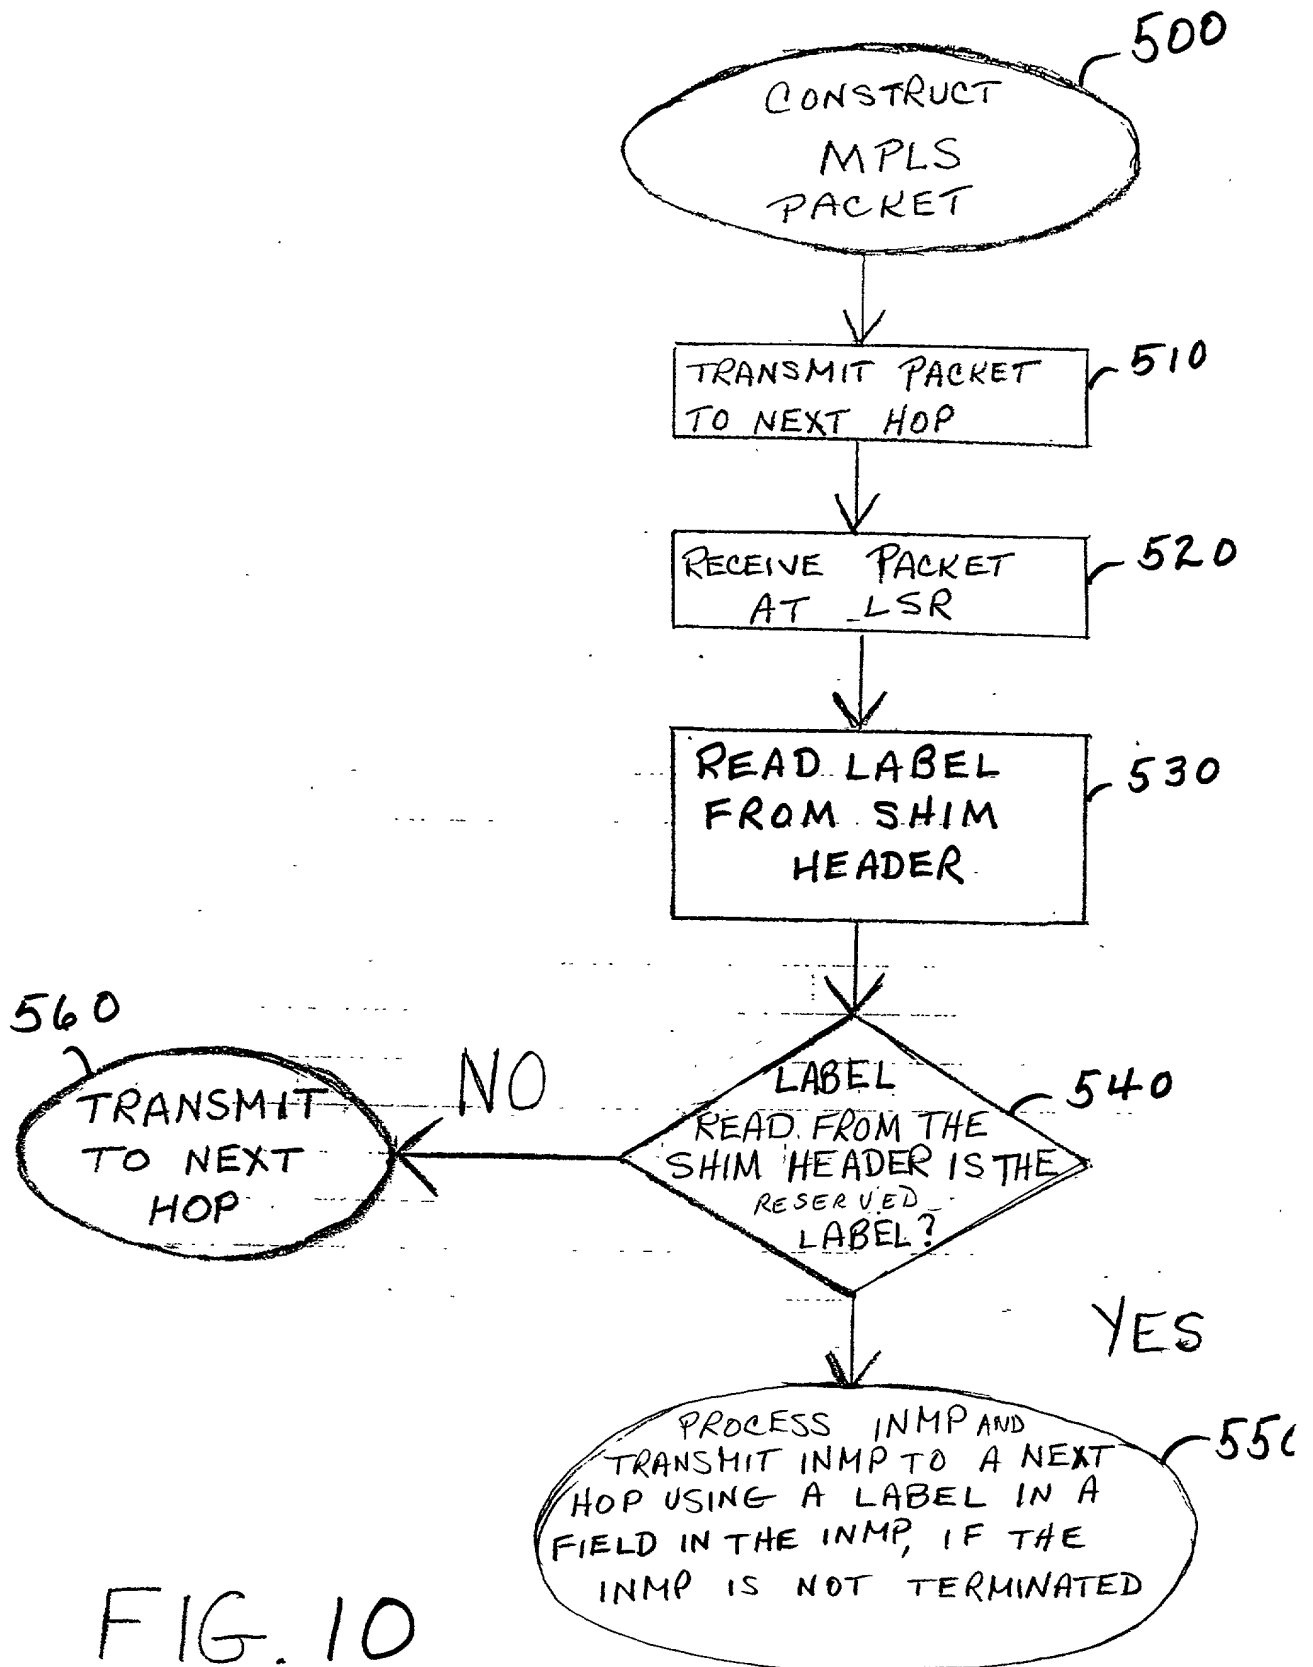 500
CONSTRUCT
MPLS
PACKET
510
TRANSMIT PACKET
TO NEXT HOP
520
RECEIVE PACKET
AT LSR
530
READ LABEL
FROM SHIM
HEADER
560
TRANSMIT
TO NEXT
HOP
NO
540
LABEL
READ FROM THE
SHIM HEADER IS THE
RESERVED
LABEL?
YES
550
PROCESS INMP AND
TRANSMIT INMP TO A NEXT
HOP USING A LABEL IN A
FIELD IN THE INMP, IF THE
INMP IS NOT TERMINATED
FIG. 10